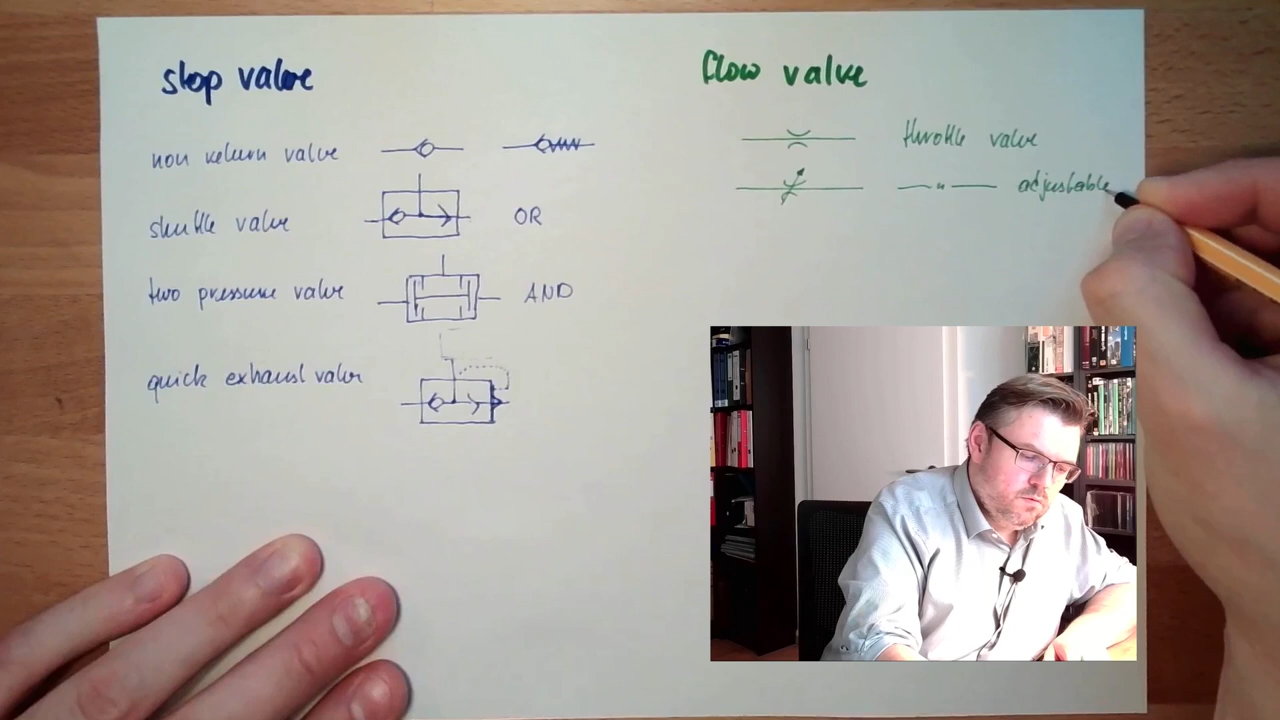 stop valve
non return valve
shuttle valve OR
two pressure valve AND
quick exhaust valve
flow valve
throttle valve
—"— adjustable